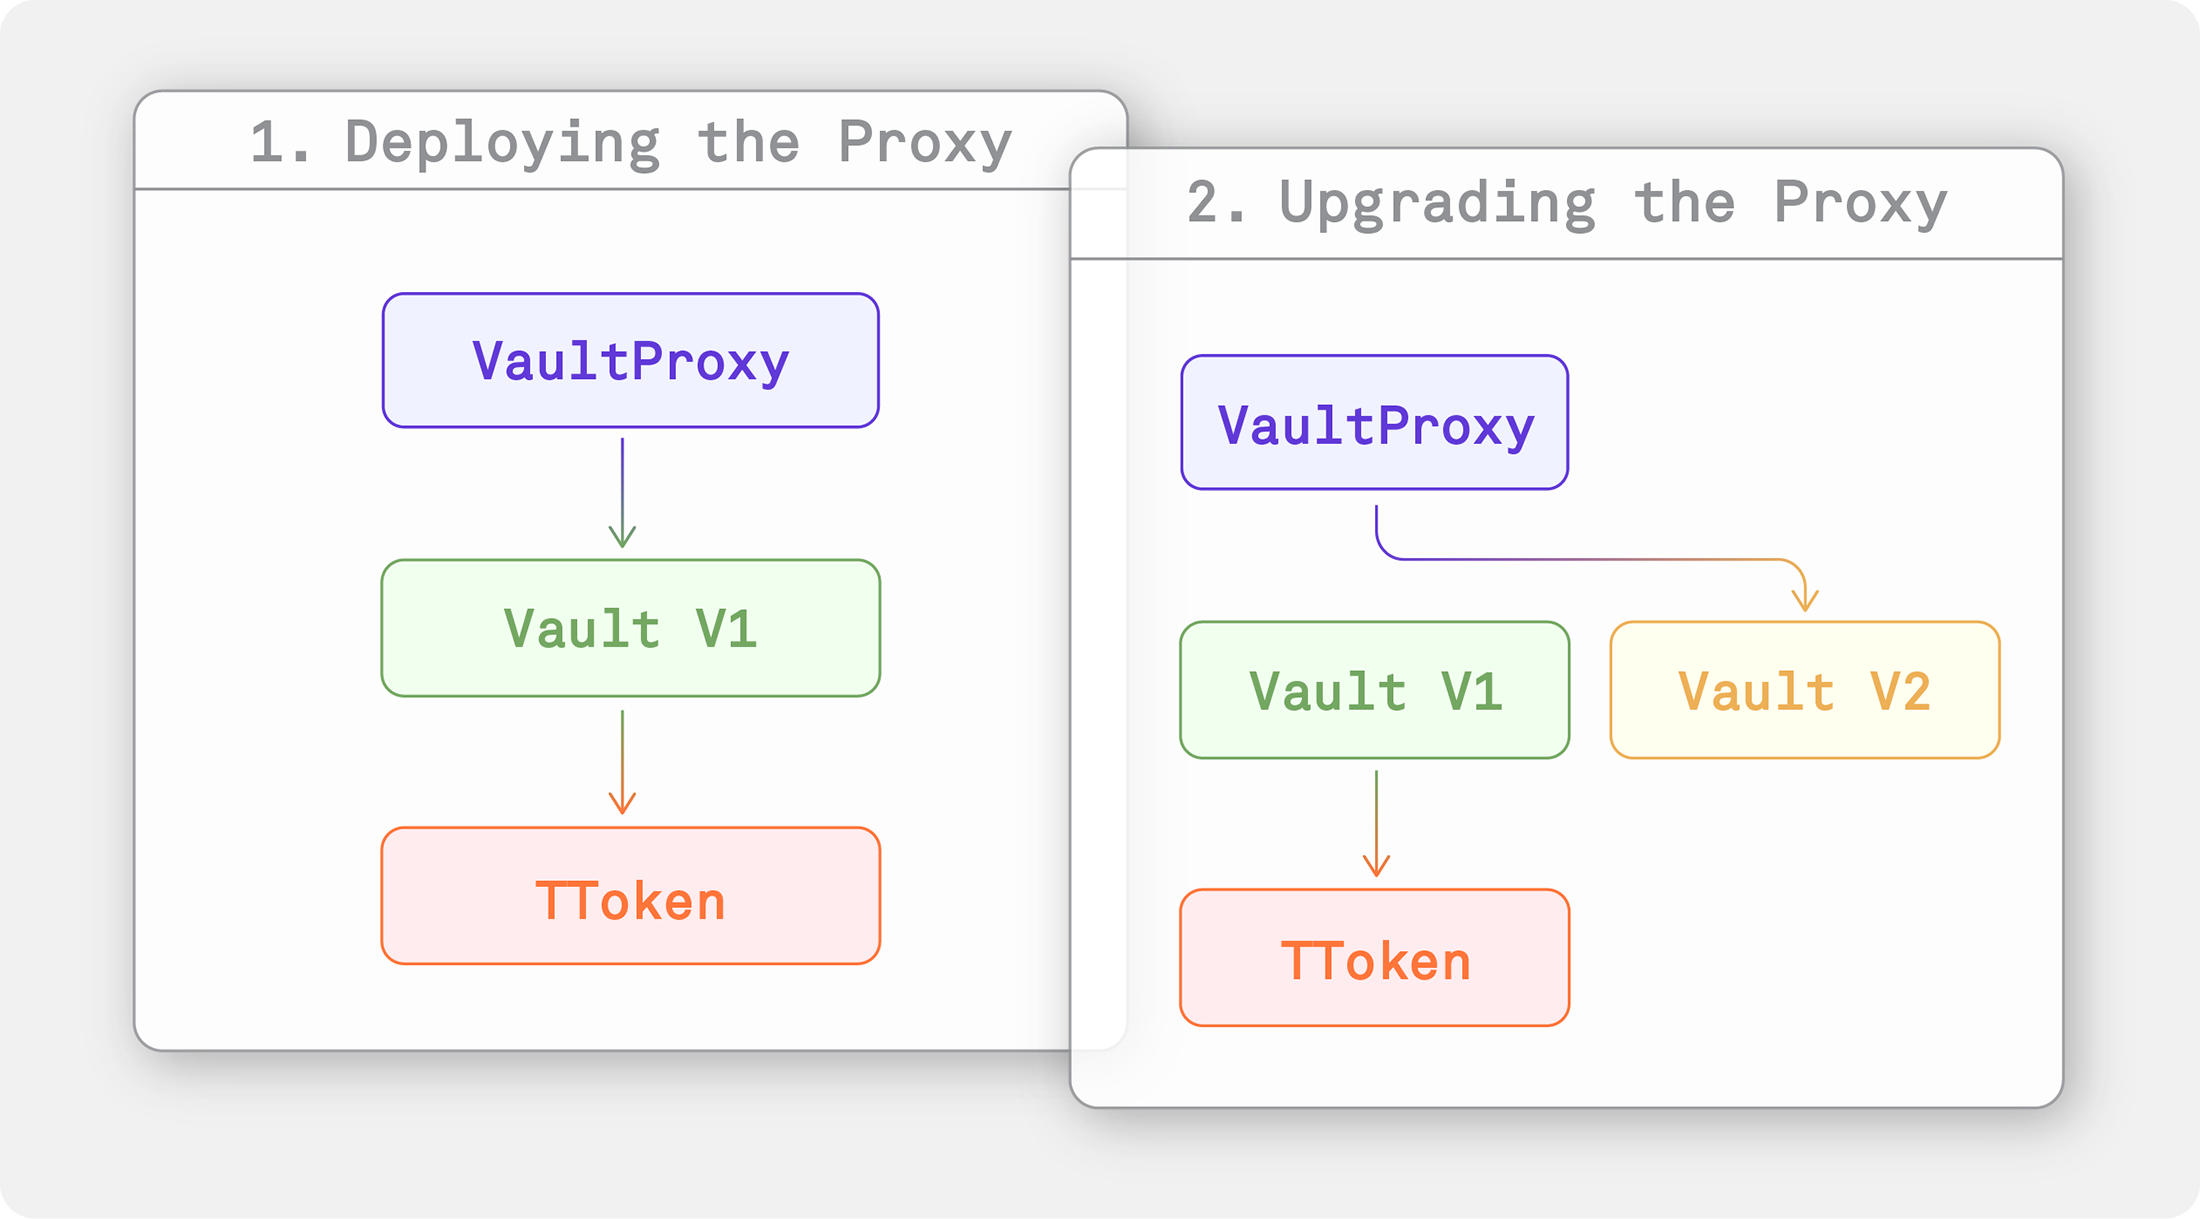 1. Deploying the Proxy
VaultProxy
Vault V1
TToken
2. Upgrading the Proxy
VaultProxy
Vault V1
Vault V2
TToken